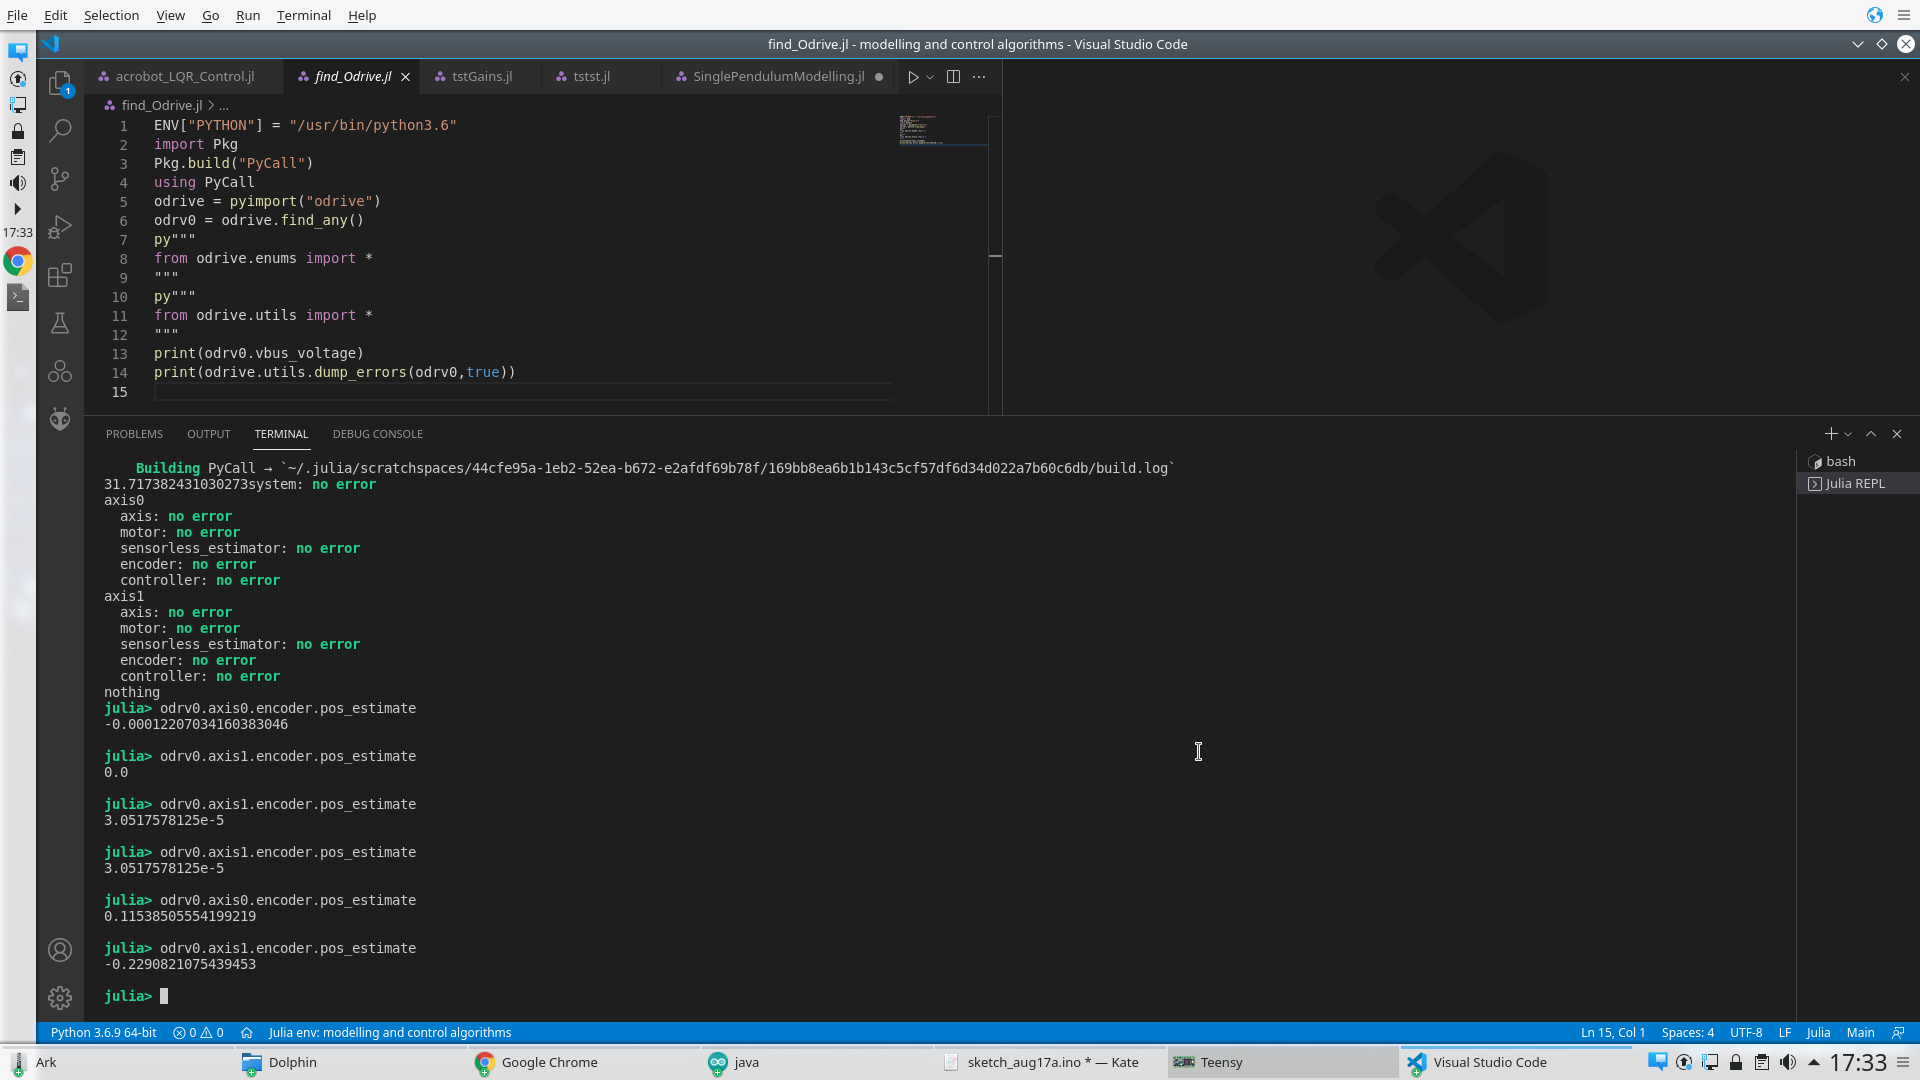 File Edit Selection View Go Run Terminal Help
find_Odrive.jl - modelling and control algorithms - Visual Studio Code
acrobot_LQR_Control.jl find_Odrive.jl tstGains.jl tstst.jl SinglePendulumModelling.jl
find_Odrive.jl > ...
1 ENV["PYTHON"] = "/usr/bin/python3.6"
2 import Pkg
3 Pkg.build("PyCall")
4 using PyCall
5 odrive = pyimport("odrive")
6 odrv0 = odrive.find_any()
7 py"""
8 from odrive.enums import *
9 """
10 py"""
11 from odrive.utils import *
12 """
13 print(odrv0.vbus_voltage)
14 print(odrive.utils.dump_errors(odrv0,true))
15
1
17:33
PROBLEMS OUTPUT TERMINAL DEBUG CONSOLE
bash
Julia REPL
Building PyCall → `~/.julia/scratchspaces/44cfe95a-1eb2-52ea-b672-e2afdf69b78f/169bb8ea6b1b143c5cf57df6d34d022a7b60c6db/build.log`
31.717382431030273system: no error
axis0
axis: no error
motor: no error
sensorless_estimator: no error
encoder: no error
controller: no error
axis1
axis: no error
motor: no error
sensorless_estimator: no error
encoder: no error
controller: no error
nothing
julia> odrv0.axis0.encoder.pos_estimate
-0.00012207034160383046
julia> odrv0.axis1.encoder.pos_estimate
0.0
julia> odrv0.axis1.encoder.pos_estimate
3.0517578125e-5
julia> odrv0.axis1.encoder.pos_estimate
3.0517578125e-5
julia> odrv0.axis0.encoder.pos_estimate
0.11538505554199219
julia> odrv0.axis1.encoder.pos_estimate
-0.2290821075439453
julia>
Python 3.6.9 64-bit 0 0 Julia env: modelling and control algorithms Ln 15, Col 1 Spaces: 4 UTF-8 LF Julia Main
Ark Dolphin Google Chrome java sketch_aug17a.ino * — Kate Teensy Visual Studio Code 17:33